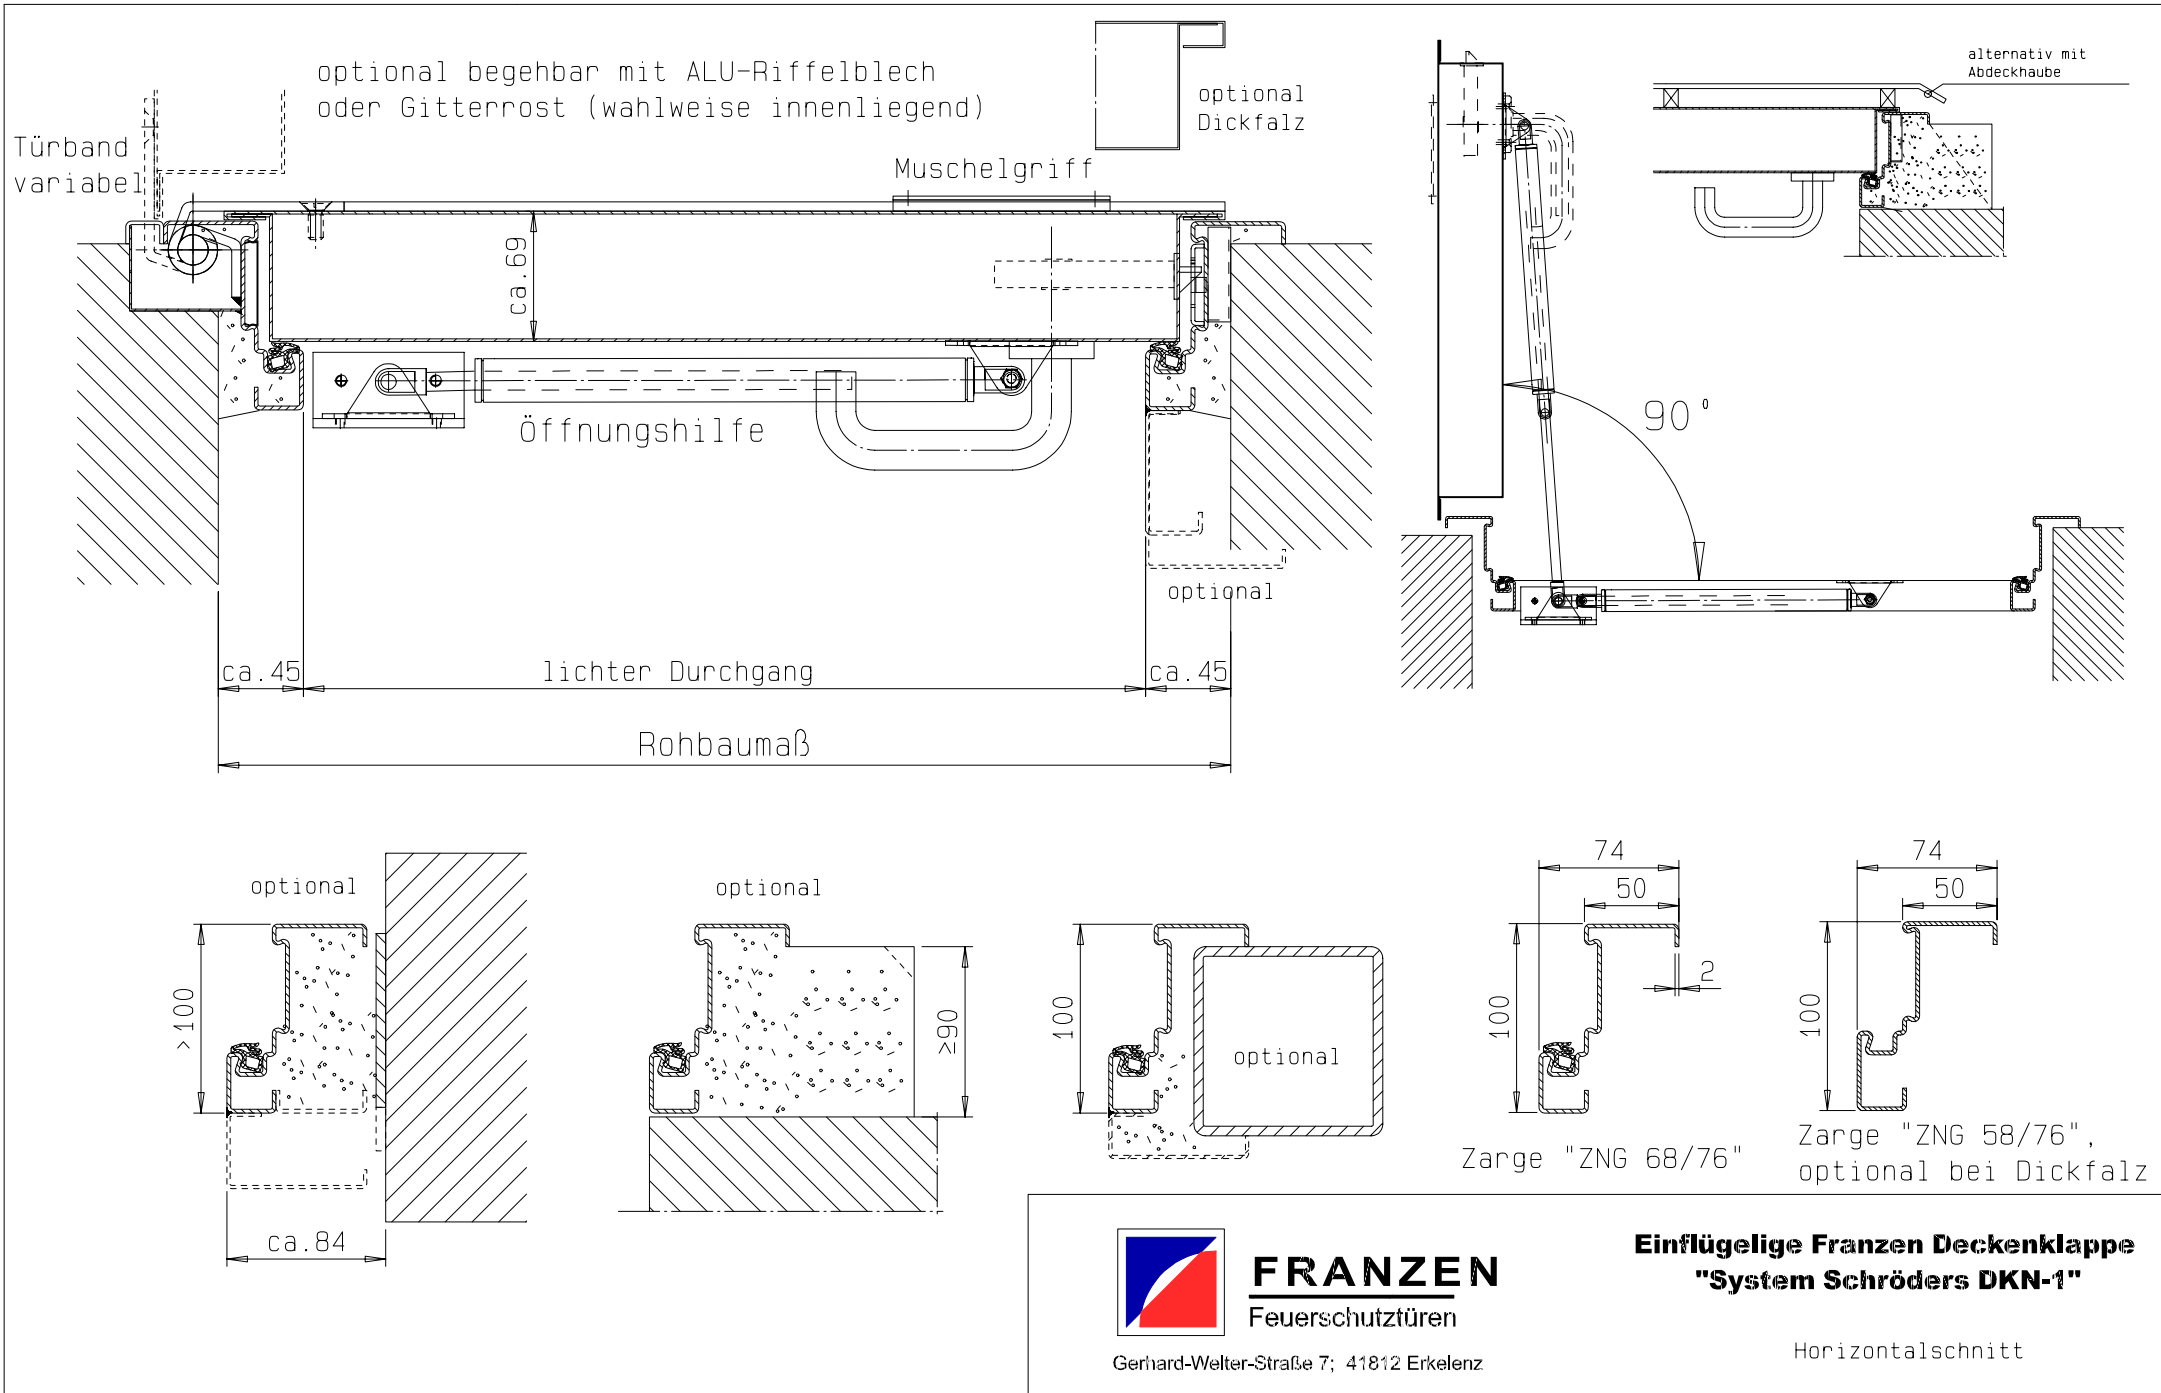 optional begehbar mit ALU-Riffelblech
oder Gitterrost (wahlweise innenliegend)
optional
Dickfalz
alternativ mit
Abdeckhaube
Türband
variabel
Muschelgriff
ca.69
Öffnungshilfe
90°
optional
ca.45
lichter Durchgang
ca.45
Rohbaumaß
optional
>100
ca.84
optional
≥90
100
optional
74
50
2
100
Zarge "ZNG 68/76"
74
50
100
Zarge "ZNG 58/76",
optional bei Dickfalz
FRANZEN
Feuerschutztüren
Gerhard-Welter-Straße 7; 41812 Erkelenz
Einflügelige Franzen Deckenklappe
"System Schröders DKN-1"
Horizontalschnitt